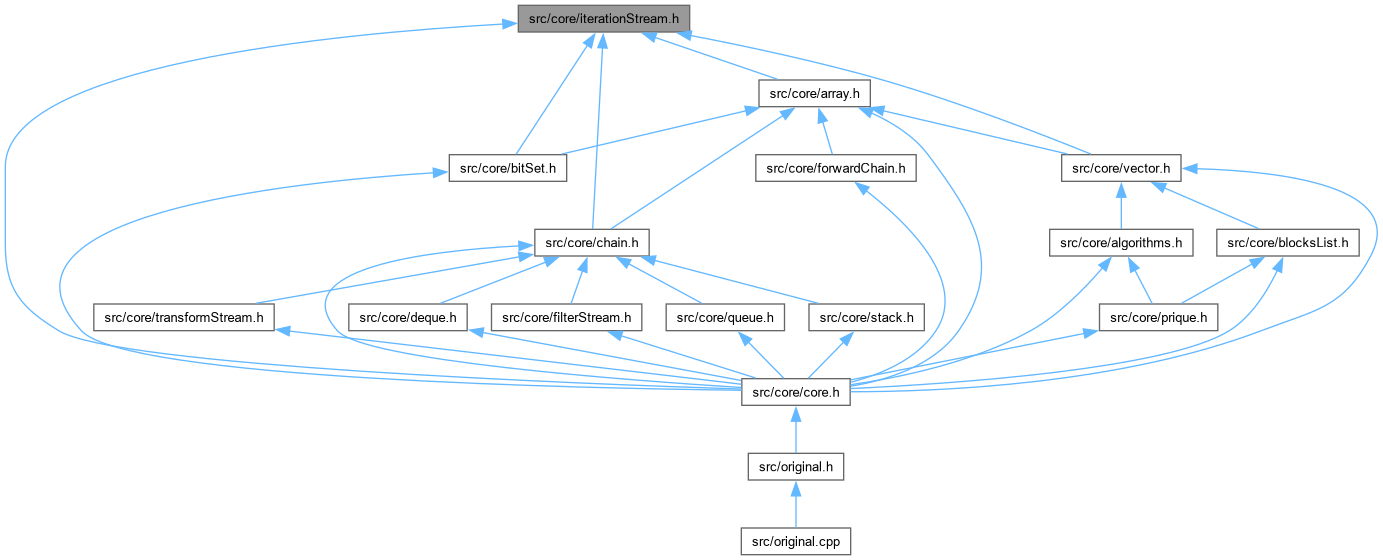 src/core/iterationStream.h
src/core/array.h
src/core/bitSet.h
src/core/forwardChain.h
src/core/vector.h
src/core/chain.h
src/core/algorithms.h
src/core/blocksList.h
src/core/transformStream.h
src/core/deque.h
src/core/filterStream.h
src/core/queue.h
src/core/stack.h
src/core/prique.h
src/core/core.h
src/original.h
src/original.cpp